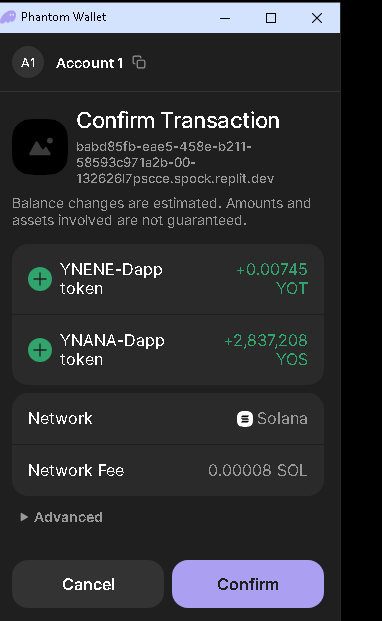 Phantom Wallet
A1 Account 1
Confirm Transaction
babd85fb-eae5-458e-b211-
58593c971a2b-00-
132626l7pscce.spock.replit.dev
Balance changes are estimated. Amounts and
assets involved are not guaranteed.
YNENE-Dapp +0.00745
token YOT
YNANA-Dapp +2,837,208
token YOS
Network Solana
Network Fee 0.00008 SOL
Advanced
Cancel Confirm